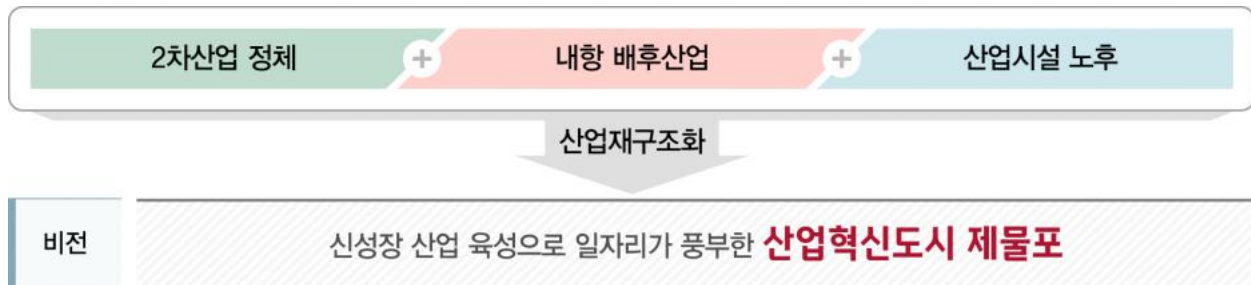 2차산업 정체 + 내항 배후산업 + 산업시설 노후
산업재구조화
비전 신성장 산업 육성으로 일자리가 풍부한 산업혁신도시 제물포